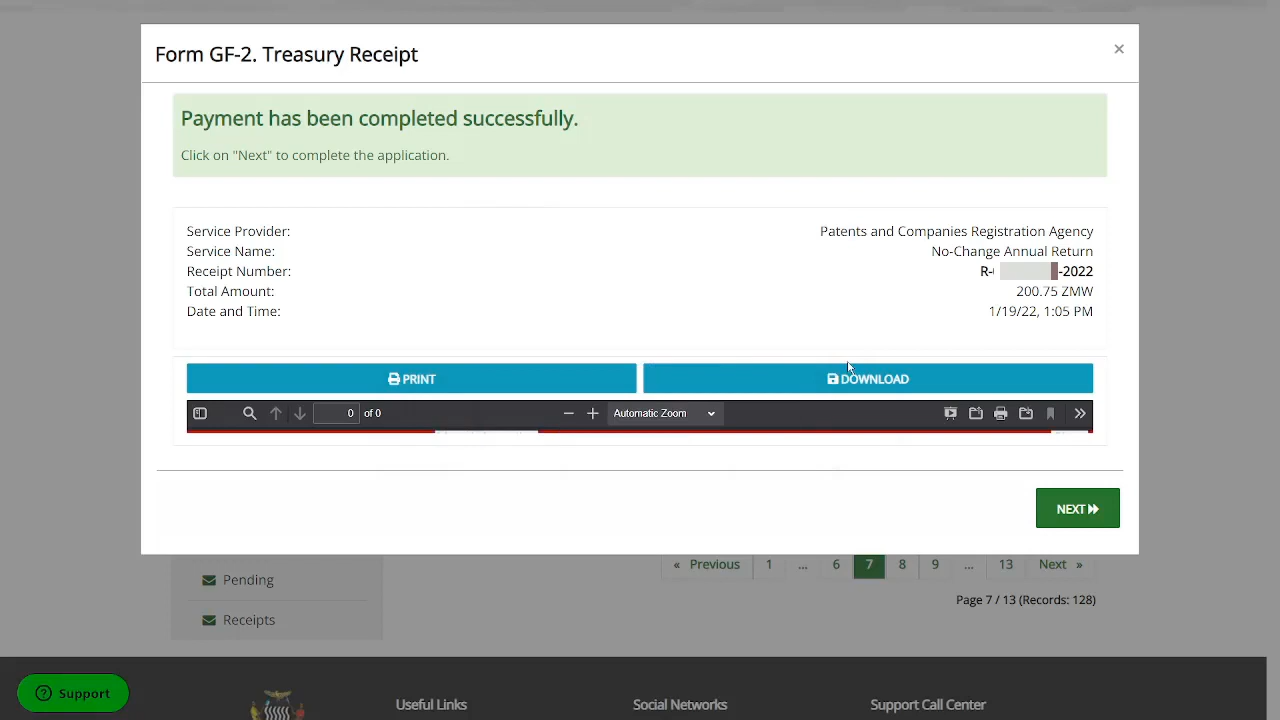 Form GF-2. Treasury Receipt
×
Payment has been completed successfully.
Click on "Next" to complete the application.
Service Provider: Patents and Companies Registration Agency
Service Name: No-Change Annual Return
Receipt Number: R- -2022
Total Amount: 200.75 ZMW
Date and Time: 1/19/22, 1:05 PM
PRINT DOWNLOAD
0 of 0 Automatic Zoom
NEXT
Pending
« Previous 1 ... 6 7 8 9 ... 13 Next »
Page 7 / 13 (Records: 128)
Receipts
Support
Useful Links Social Networks Support Call Center